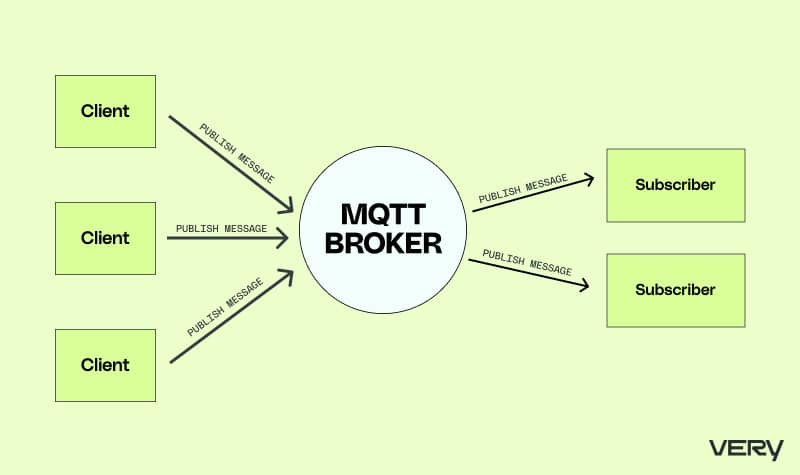 Client
PUBLISH MESSAGE
Client
PUBLISH MESSAGE
Client
PUBLISH MESSAGE
MQTT
BROKER
PUBLISH MESSAGE
Subscriber
PUBLISH MESSAGE
Subscriber
VERY